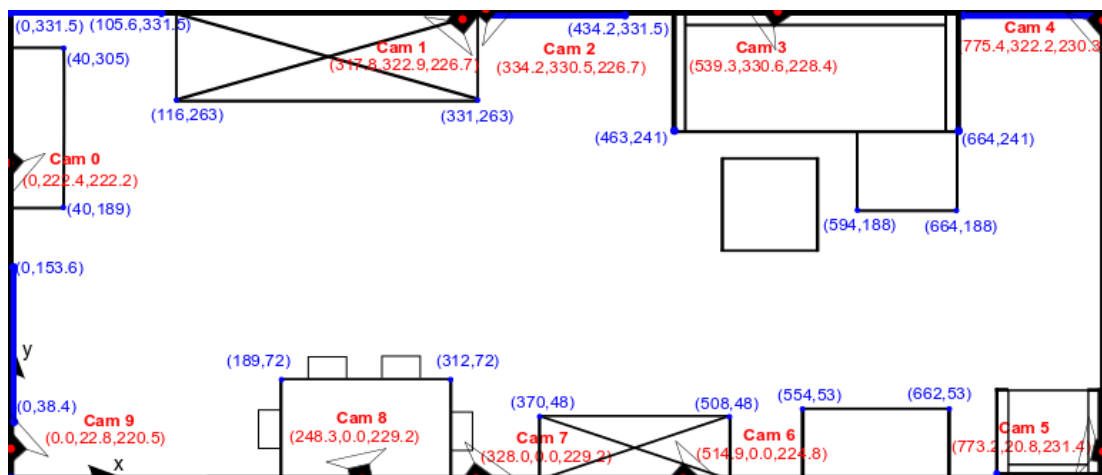 (0,331.5) (105.6,331.5)
(434.2,331.5)
Cam 4
(775.4,322.2,230.3
Cam 1
(317.8,322.9,226.7)
Cam 2
(334.2,330.5,226.7)
Cam 3
(539.3,330.6,228.4)
(40,305)
(116,263)
(331,263)
(463,241)
(664,241)
Cam 0
(0,222.4,222.2)
(40,189)
(594,188)
(664,188)
(0,153.6)
y
(189,72)
(312,72)
(370,48)
(508,48)
(554,53)
(662,53)
(0,38.4)
Cam 9
(0.0,22.8,220.5)
Cam 8
(248.3,0.0,229.2)
Cam 7
(328.0,0.0,229.2)
Cam 6
(514.9,0.0,224.8)
Cam 5
(773.2,20.8,231.4)
x